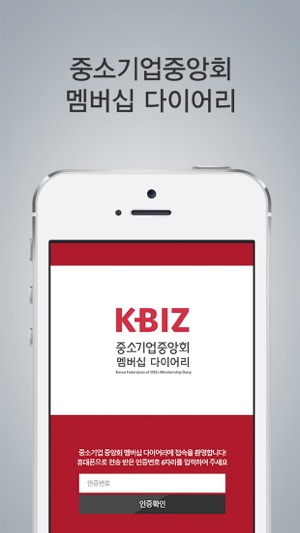 중소기업중앙회
멤버십 다이어리
K-BIZ
중소기업중앙회
멤버십 다이어리
Korea Federation of SMEs Membership Diary
중소기업 중앙회 멤버십 다이어리에 접속을 환영합니다!
휴대폰으로 전송 받은 인증번호 6자리를 입력하여 주세요
인증번호
인증확인